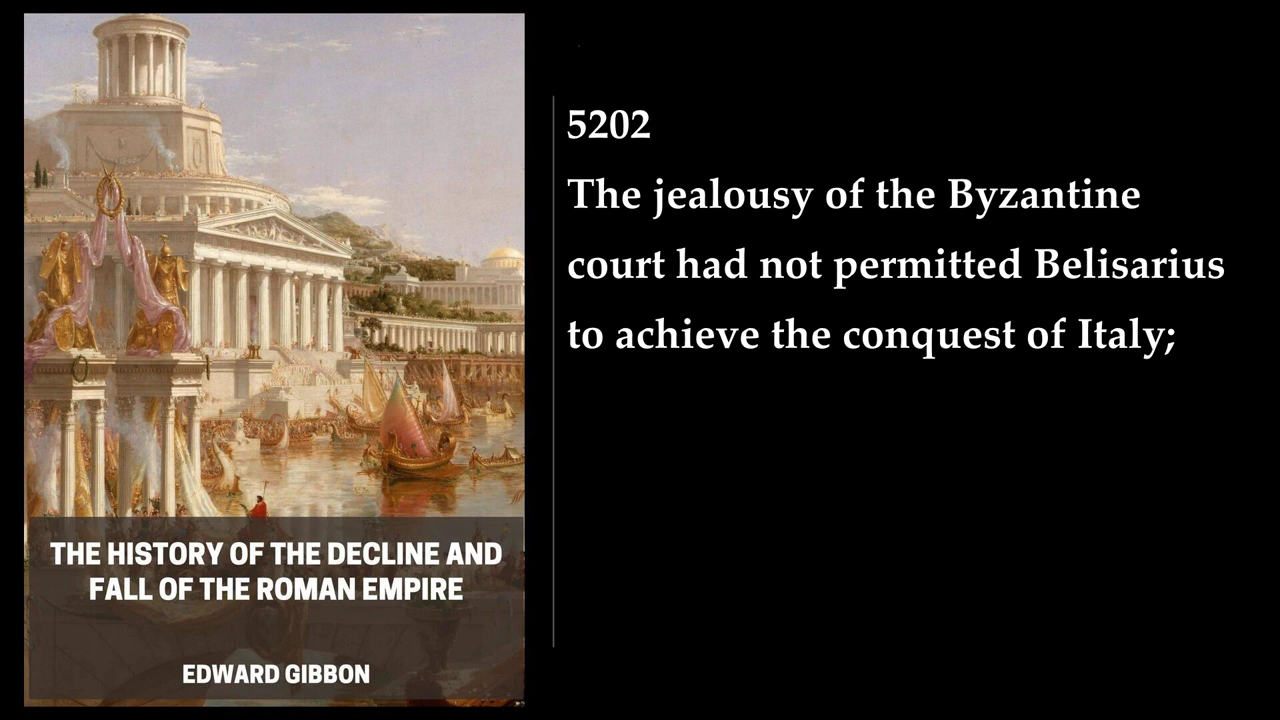 THE HISTORY OF THE DECLINE AND
FALL OF THE ROMAN EMPIRE
EDWARD GIBBON
5202
The jealousy of the Byzantine
court had not permitted Belisarius
to achieve the conquest of Italy;